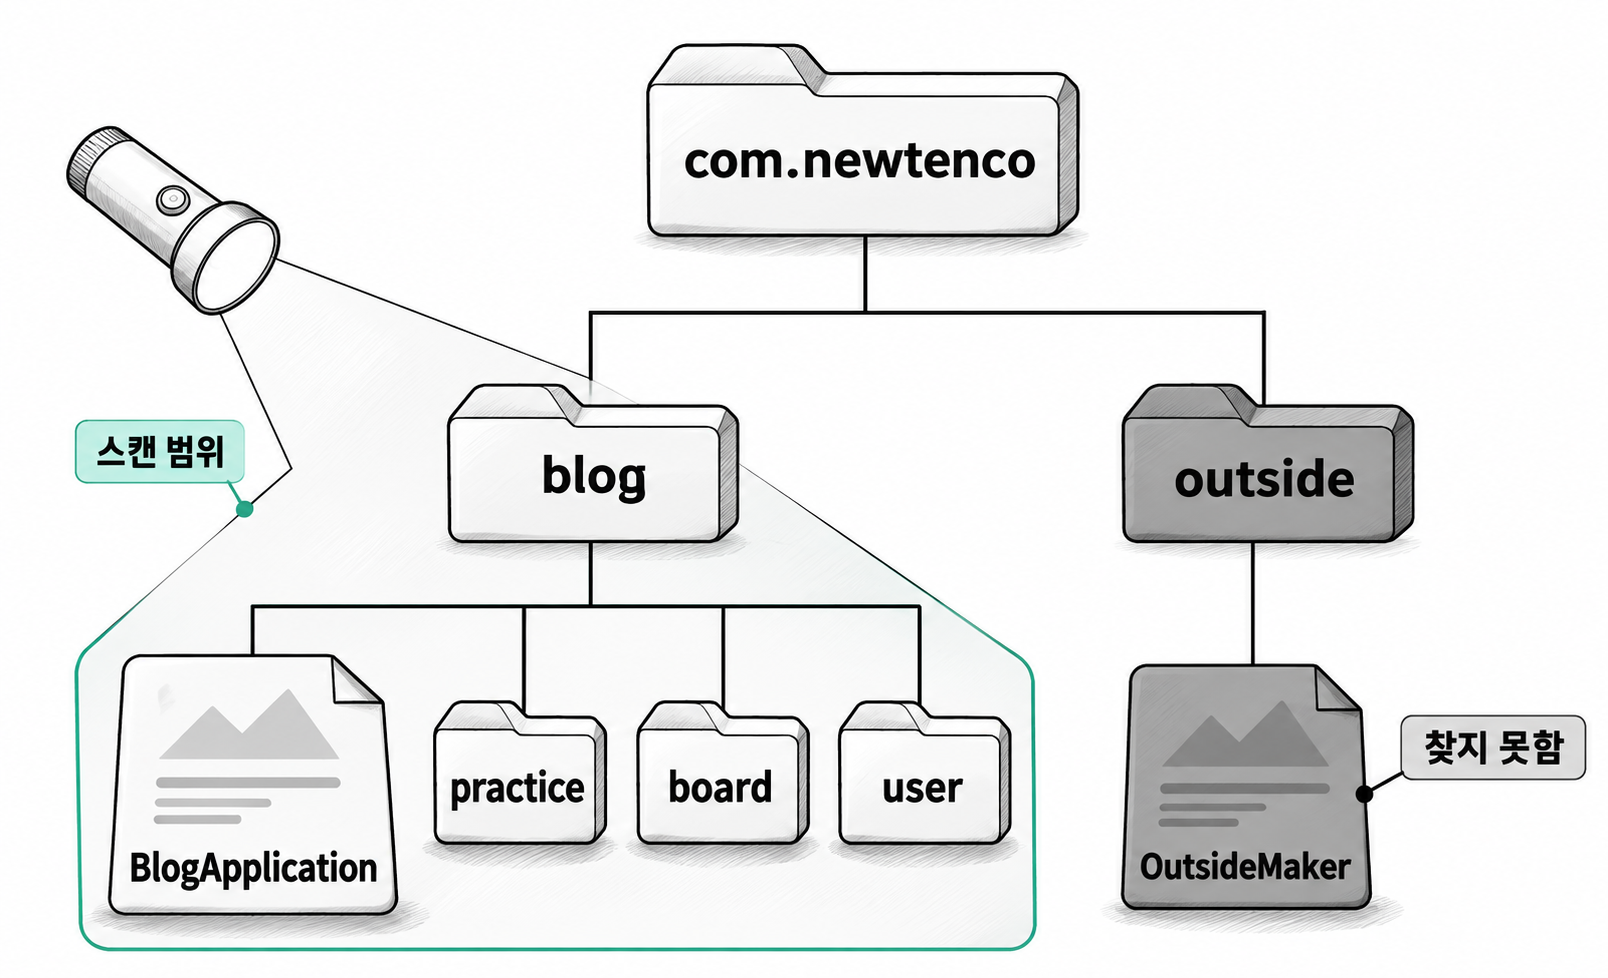 com.newtenco
스캔 범위
blog
outside
practice
board
user
찾지 못함
BlogApplication
OutsideMaker